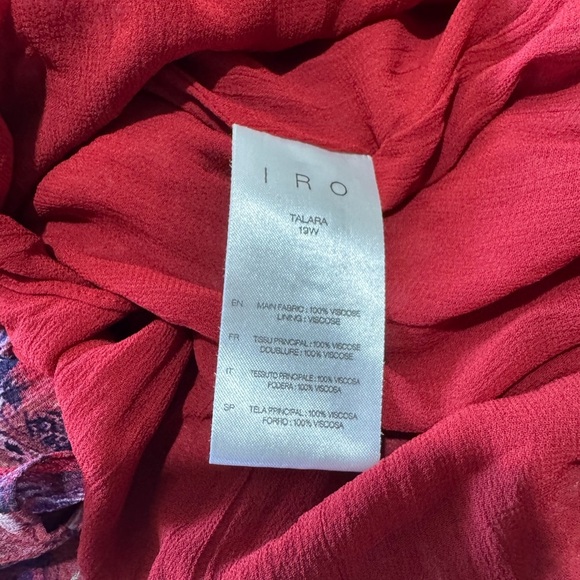 IRO
TALARA
19W
EN MAIN FABRIC : 100% VISCOSE
LINING : VISCOSE
FR TISSU PRINCIPAL : 100% VISCOSE
DOUBLURE : 100% VISCOSE
IT TESSUTO PRINCIPALE : 100% VISCOSA
FODERA : 100% VISCOSA
SP TELA PRINCIPAL : 100% VISCOSA
FORRO : 100% VISCOSA